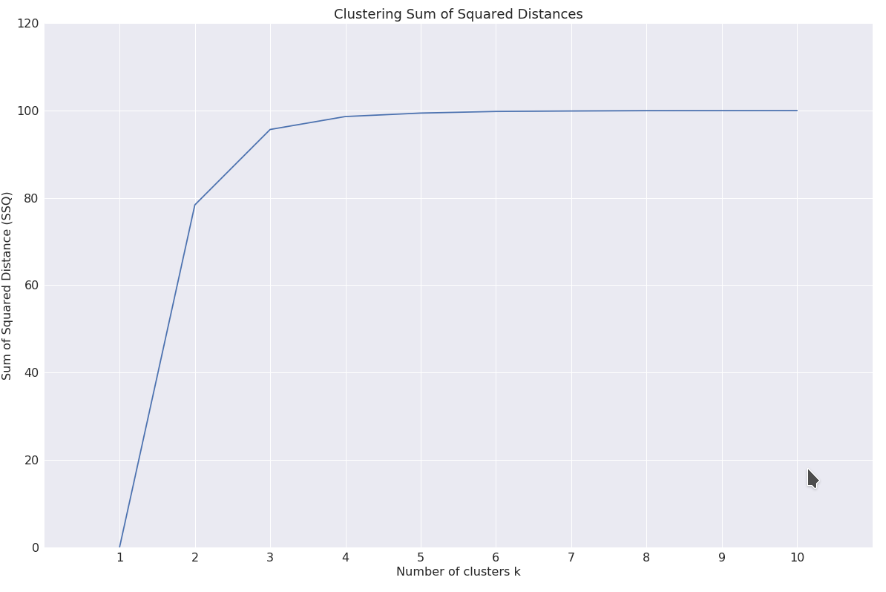 Clustering Sum of Squared Distances
120
100
80
60
40
20
0
Sum of Squared Distance (SSQ)
1 2 3 4 5 6 7 8 9 10
Number of clusters k